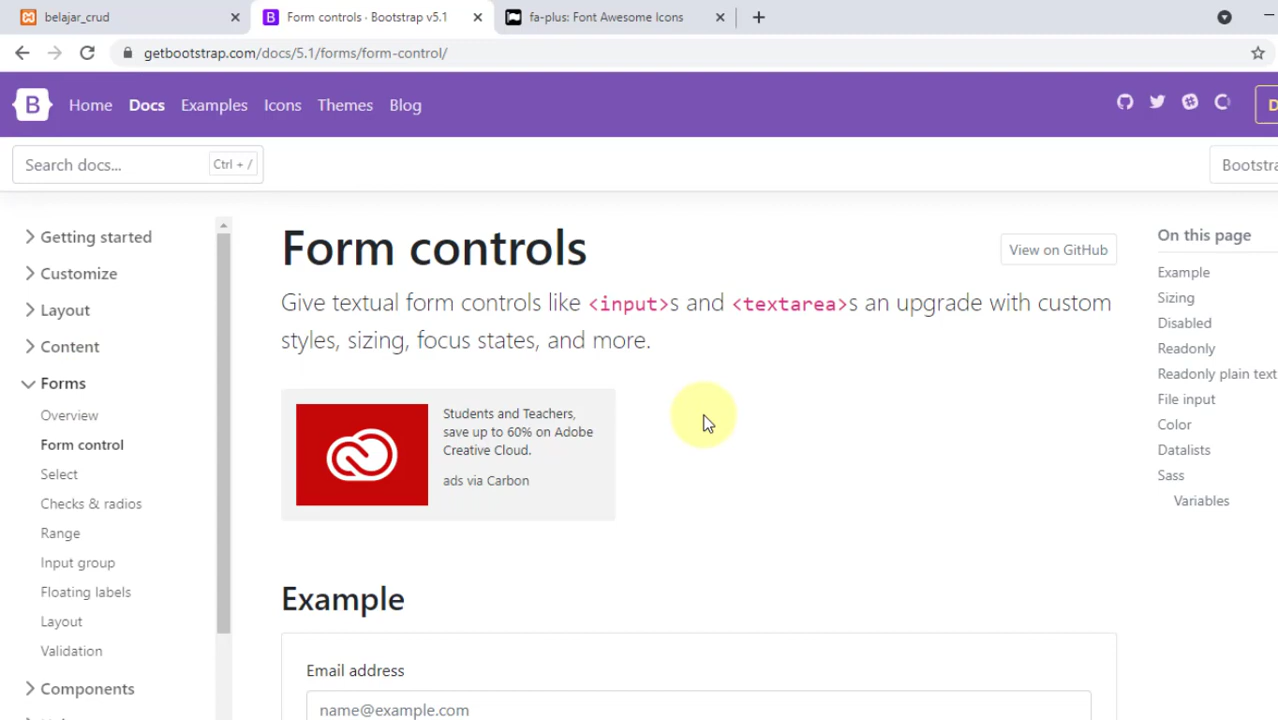 belajar_crud
Form controls · Bootstrap v5.1
fa-plus: Font Awesome Icons
getbootstrap.com/docs/5.1/forms/form-control/
B
Home
Docs
Examples
Icons
Themes
Blog
D
Search docs...
Ctrl + /
Bootstra
Getting started
Customize
Layout
Content
Forms
Overview
Form control
Select
Checks & radios
Range
Input group
Floating labels
Layout
Validation
Components
Form controls
View on GitHub
Give textual form controls like <input>s and <textarea>s an upgrade with custom
styles, sizing, focus states, and more.
Students and Teachers,
save up to 60% on Adobe
Creative Cloud.
ads via Carbon
Example
Email address
name@example.com
On this page
Example
Sizing
Disabled
Readonly
Readonly plain text
File input
Color
Datalists
Sass
Variables